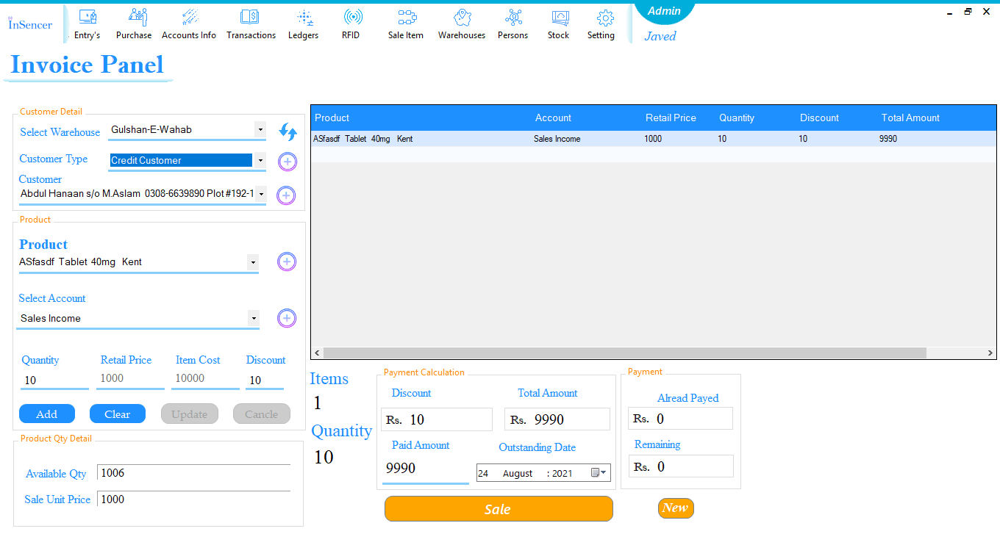 InSencer
Entry's Purchase Accounts Info Transactions Ledgers RFID Sale Item Warehouses Persons Stock Setting
Admin
Javed
Invoice Panel
Customer Detail
Select Warehouse Gulshan-E-Wahab
Customer Type Credit Customer
Customer
Abdul Hanaan s/o M.Aslam 0308-6639890 Plot #192-1
Product
Product
ASfasdf Tablet 40mg Kent
Select Account
Sales Income
Quantity Retail Price Item Cost Discount
10 1000 10000 10
Add Clear Update Cancle
Product Qty Detail
Available Qty 1006
Sale Unit Price 1000
Product Account Retail Price Quantity Discount Total Amount
ASfasdf Tablet 40mg Kent Sales Income 1000 10 10 9990
Items
1
Quantity
10
Payment Calculation
Discount Total Amount
Rs. 10 Rs. 9990
Paid Amount Outstanding Date
9990 24 August : 2021
Sale
Payment
Alread Payed
Rs. 0
Remaining
Rs. 0
New